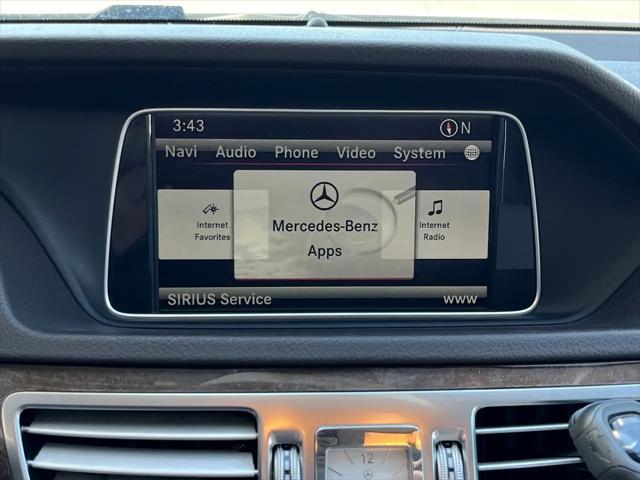 3:43 N
Navi Audio Phone Video System
Internet
Favorites
Mercedes-Benz
Apps
Internet
Radio
SIRIUS Service www
12